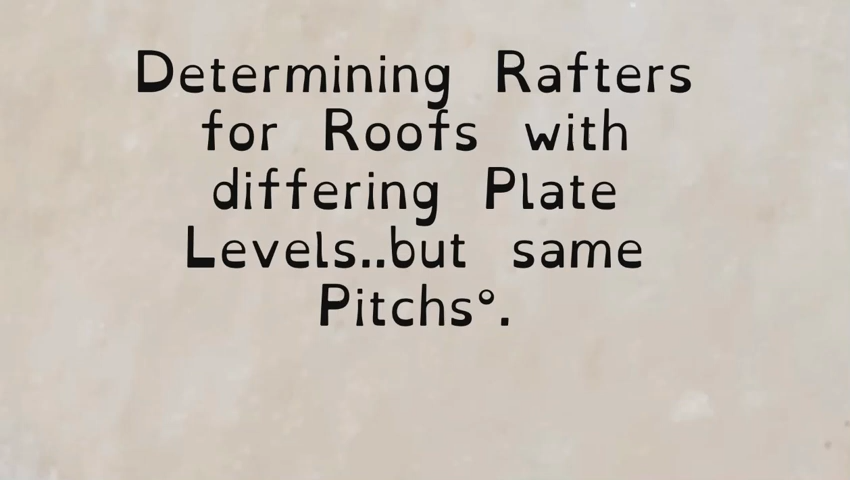 Determining Rafters
for Roofs with
differing Plate
Levels..but same
Pitchs°.